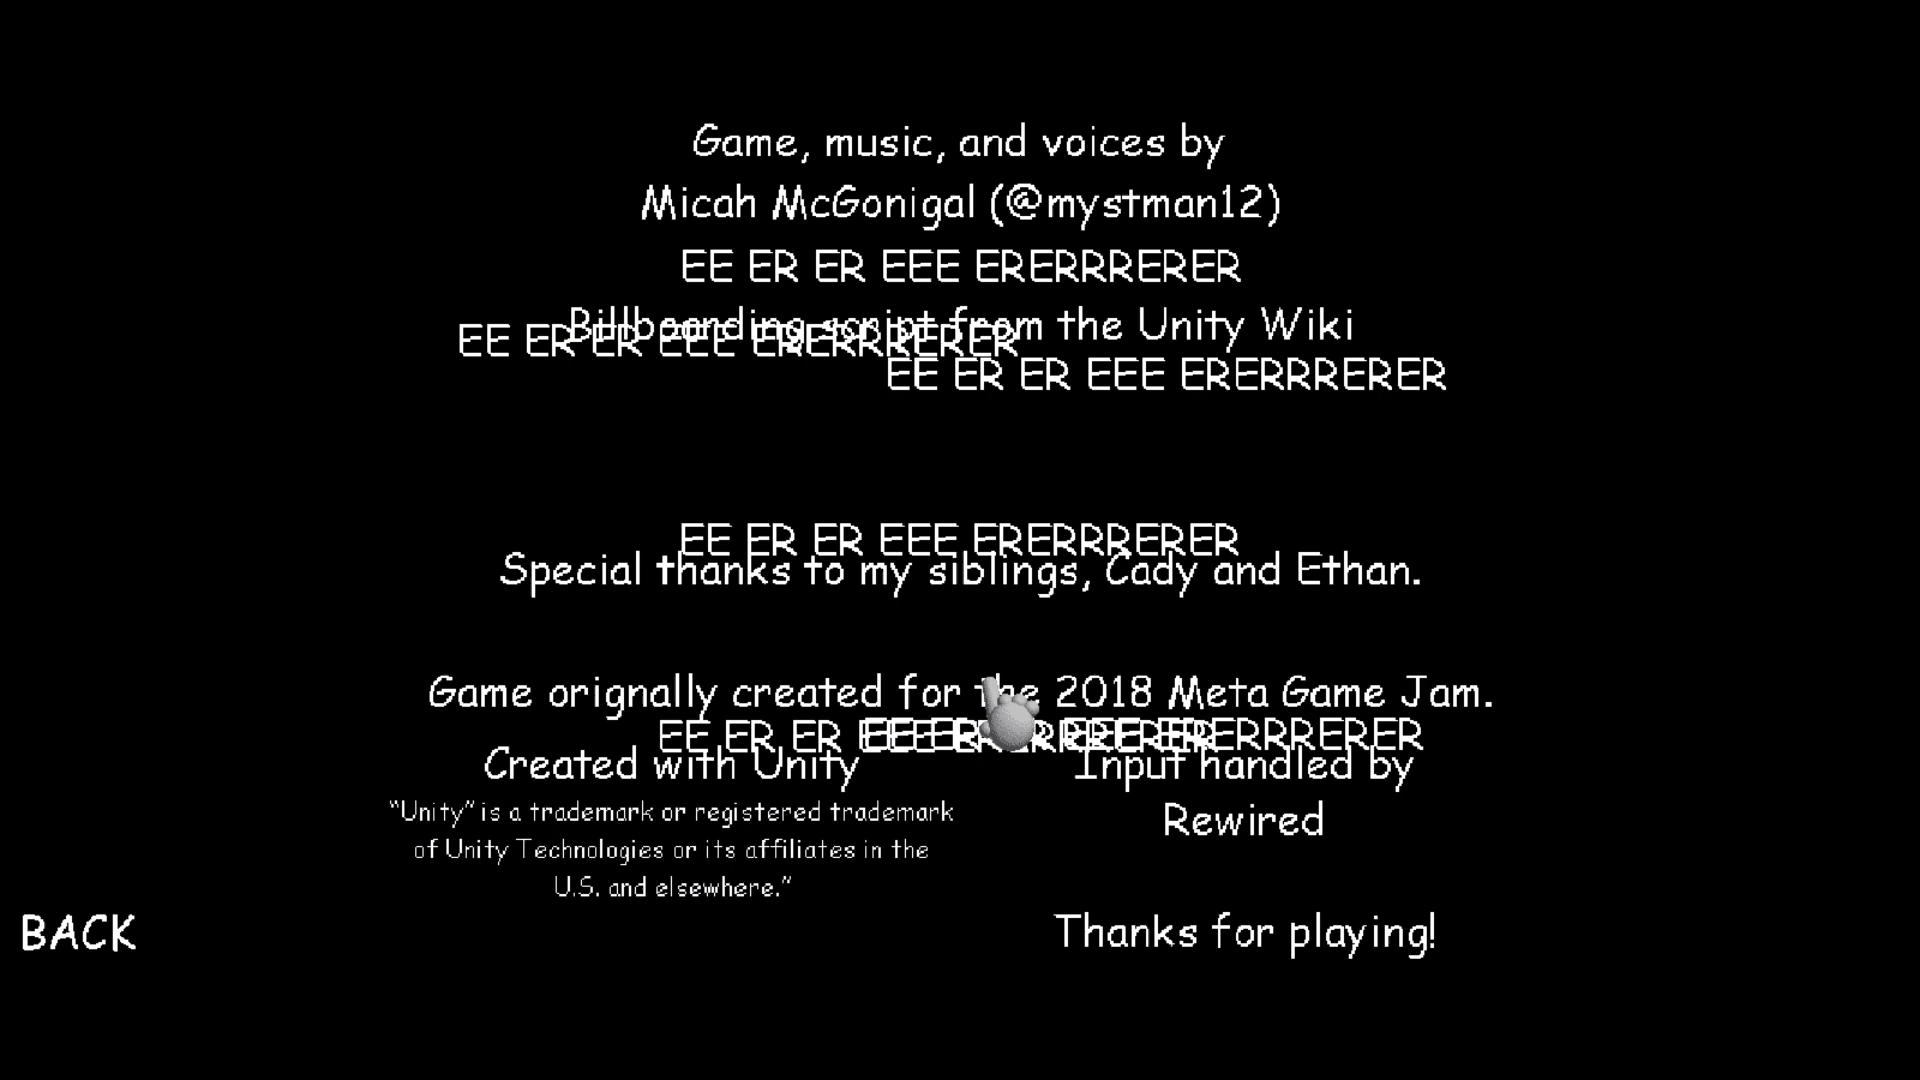 Game, music, and voices by
Micah McGonigal (@mystman12)
EE ER ER EEE ERERRRERER
Billboarding script from the Unity Wiki
EE ER ER EEE ERERRRERER
EE ER ER EEE ERERRRERER
EE ER ER EEE ERERRRERER
Special thanks to my siblings, Cady and Ethan.
Game orignally created for the 2018 Meta Game Jam.
EE ER ER
Created with Unity
Input handled by
Rewired
“Unity” is a trademark or registered trademark
of Unity Technologies or its affiliates in the
U.S. and elsewhere.”
BACK
Thanks for playing!